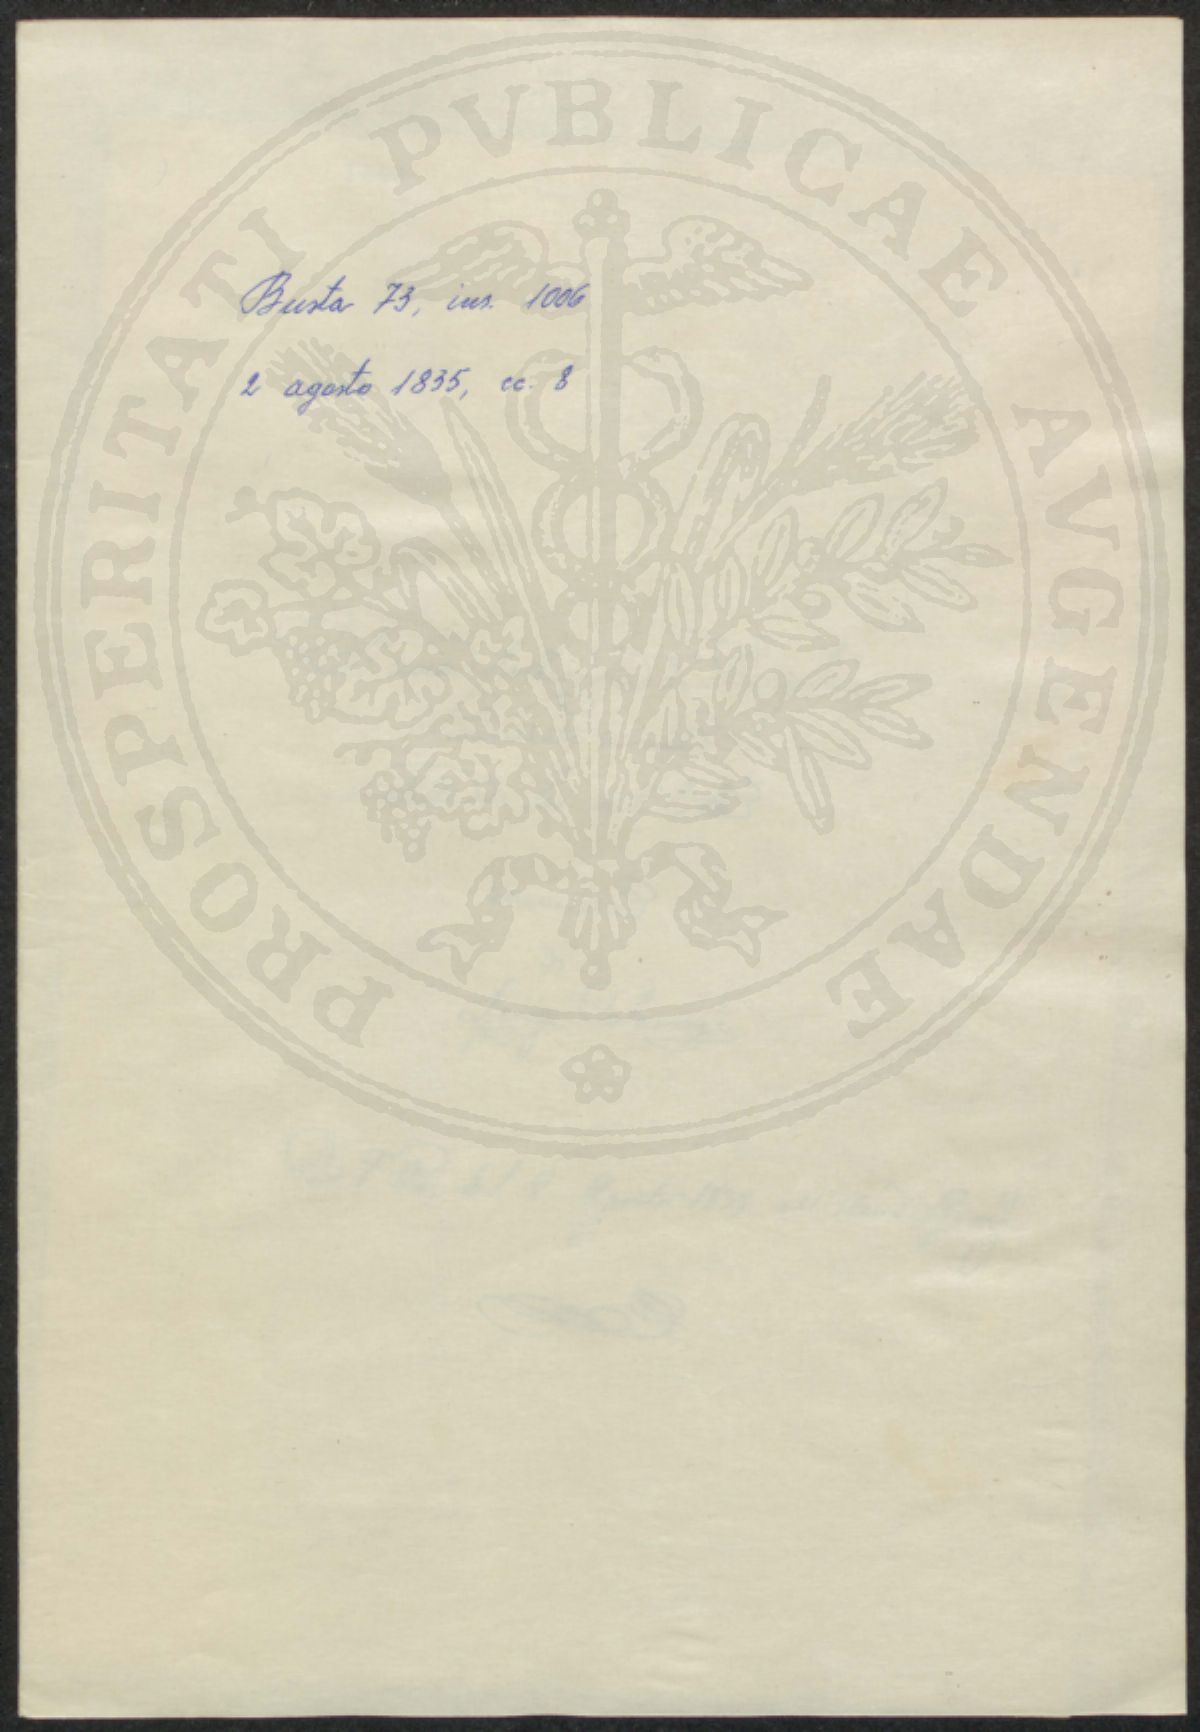 PROSPERITATI PVBLICAE AVGENDAE
Busta 73, ins. 1006
2 agosto 1835, cc. 8